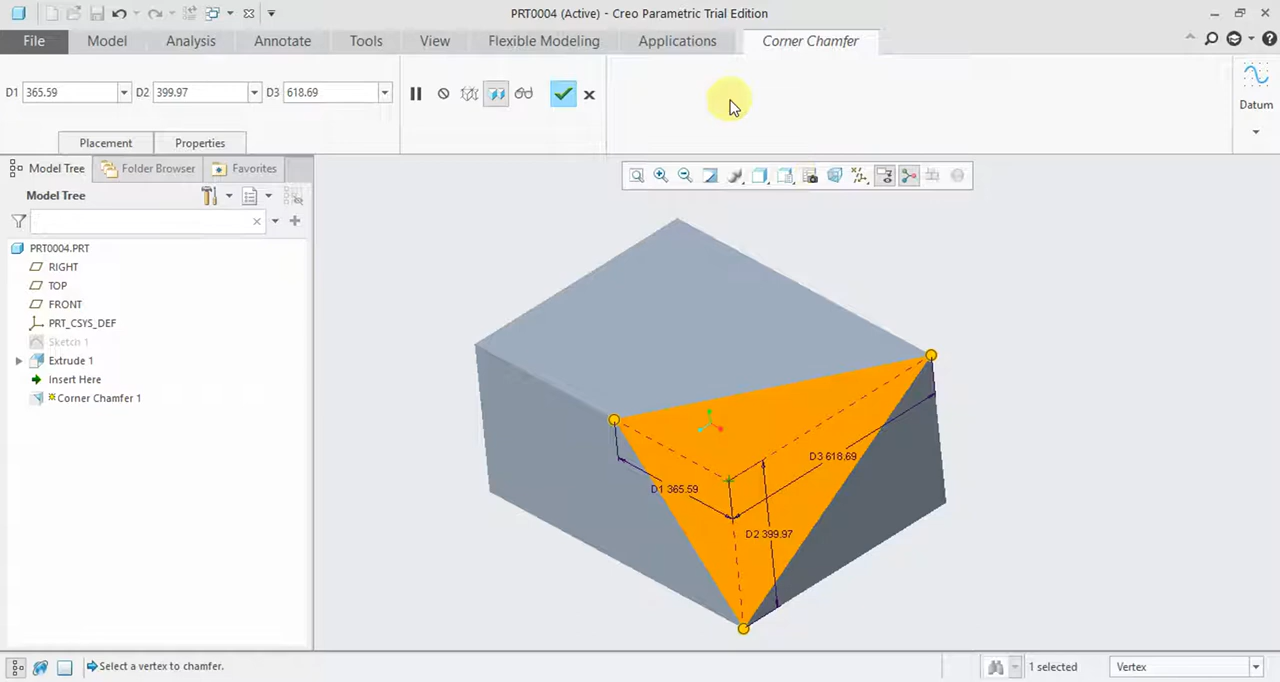 PRT0004 (Active) - Creo Parametric Trial Edition
File Model Analysis Annotate Tools View Flexible Modeling Applications Corner Chamfer
D1 365.59 D2 399.97 D3 618.69
Datum
Placement Properties
Model Tree Folder Browser Favorites
Model Tree
PRT0004.PRT
RIGHT
TOP
FRONT
PRT_CSYS_DEF
Sketch 1
Extrude 1
Insert Here
Corner Chamfer 1
D3 618.69
D1 365.59
D2 399.97
Select a vertex to chamfer.
1 selected
Vertex